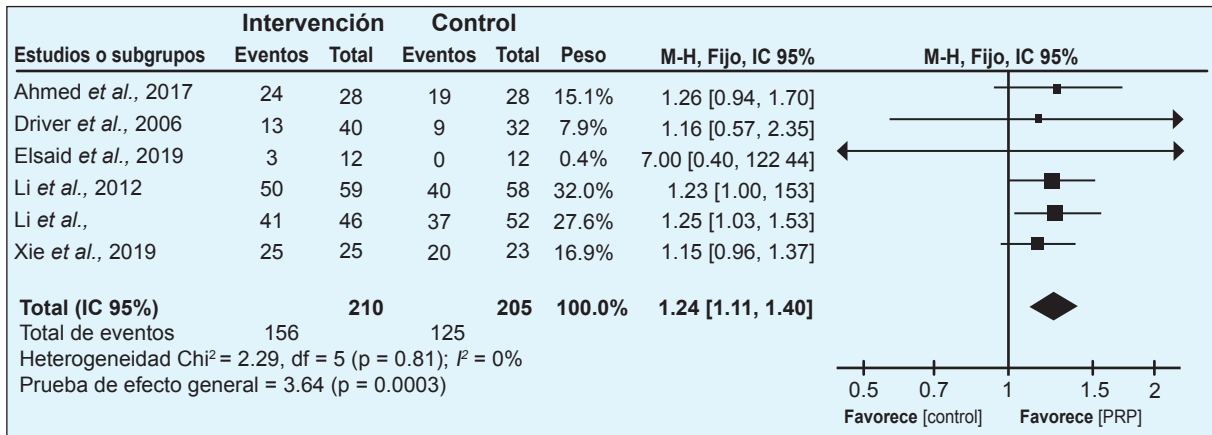 Intervención Control
Estudios o subgrupos Eventos Total Eventos Total Peso M-H, Fijo, IC 95% M-H, Fijo, IC 95%
Ahmed et al., 2017 24 28 19 28 15.1% 1.26 [0.94, 1.70]
Driver et al., 2006 13 40 9 32 7.9% 1.16 [0.57, 2.35]
Elsaid et al., 2019 3 12 0 12 0.4% 7.00 [0.40, 122 44]
Li et al., 2012 50 59 40 58 32.0% 1.23 [1.00, 153]
Li et al., 41 46 37 52 27.6% 1.25 [1.03, 1.53]
Xie et al., 2019 25 25 20 23 16.9% 1.15 [0.96, 1.37]
Total (IC 95%) 210 205 100.0% 1.24 [1.11, 1.40]
Total de eventos 156 125
Heterogeneidad Chi² = 2.29, df = 5 (p = 0.81); I² = 0%
Prueba de efecto general = 3.64 (p = 0.0003)
0.5 0.7 1 1.5 2
Favorece [control] Favorece [PRP]